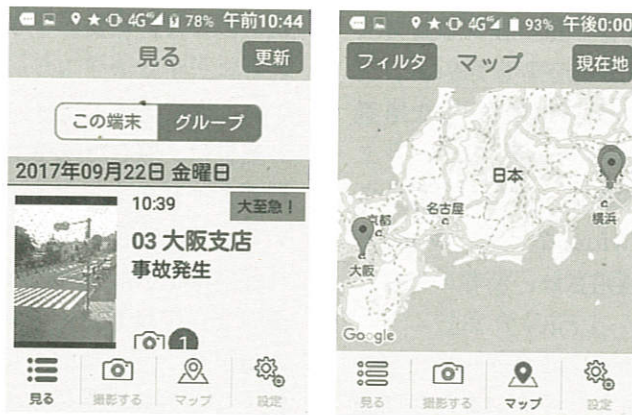 4G 78% 午前10:44
見る
更新
この端末
グループ
2017年09月22日 金曜日
10:39
大至急!
03 大阪支店
事故発生
1
見る
撮影する
マップ
設定
4G 93% 午後0:00
フィルタ
マップ
現在地
日本
京都
名古屋
横浜
大阪
Google
見る
撮影する
マップ
設定